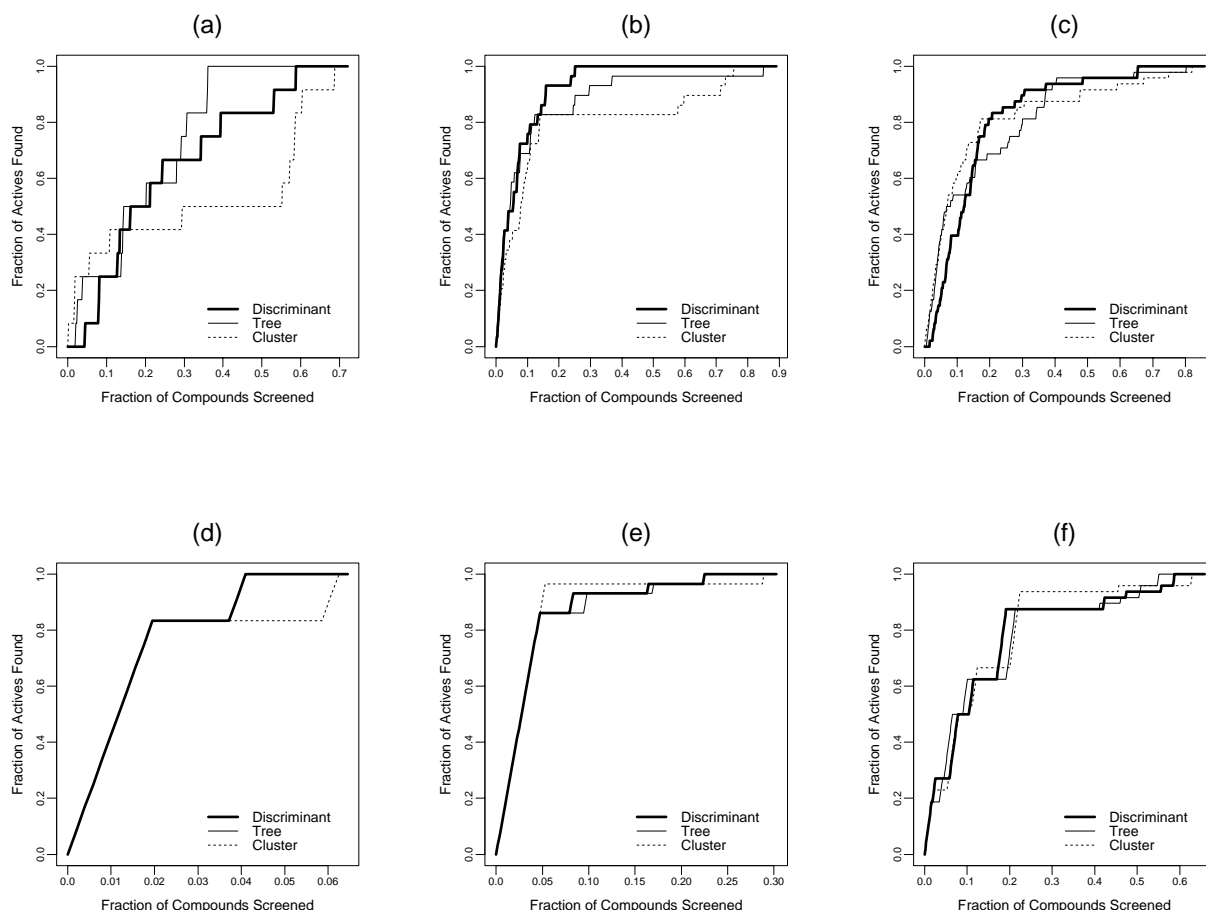 (a)
Fraction of Actives Found
0.0 0.2 0.4 0.6 0.8 1.0
Discriminant
Tree
Cluster
0.0 0.1 0.2 0.3 0.4 0.5 0.6 0.7
Fraction of Compounds Screened
(b)
Fraction of Actives Found
0.0 0.2 0.4 0.6 0.8 1.0
Discriminant
Tree
Cluster
0.0 0.1 0.2 0.3 0.4 0.5 0.6 0.7 0.8 0.9
Fraction of Compounds Screened
(c)
Fraction of Actives Found
0.0 0.2 0.4 0.6 0.8 1.0
Discriminant
Tree
Cluster
0.0 0.1 0.2 0.3 0.4 0.5 0.6 0.7 0.8
Fraction of Compounds Screened
(d)
Fraction of Actives Found
0.0 0.2 0.4 0.6 0.8 1.0
Discriminant
Tree
Cluster
0.0 0.01 0.02 0.03 0.04 0.05 0.06
Fraction of Compounds Screened
(e)
Fraction of Actives Found
0.0 0.2 0.4 0.6 0.8 1.0
Discriminant
Tree
Cluster
0.0 0.05 0.10 0.15 0.20 0.25 0.30
Fraction of Compounds Screened
(f)
Fraction of Actives Found
0.0 0.2 0.4 0.6 0.8 1.0
Discriminant
Tree
Cluster
0.0 0.1 0.2 0.3 0.4 0.5 0.6
Fraction of Compounds Screened